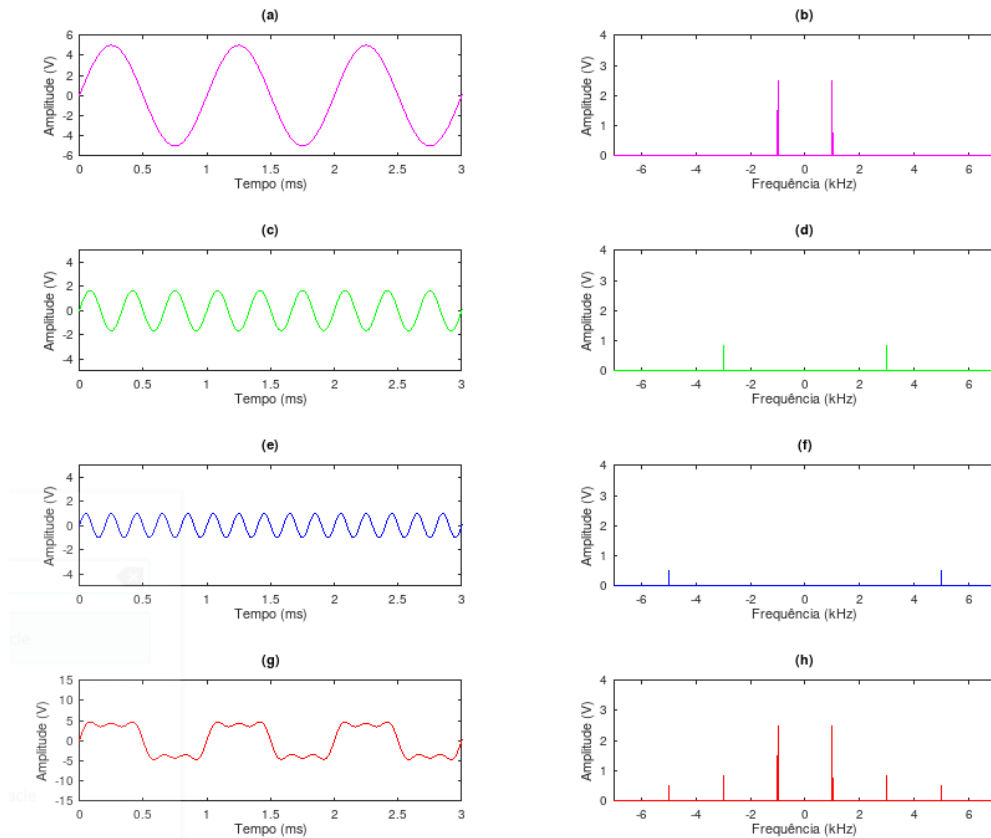 (a)
Amplitude (V)
6
4
2
0
-2
-4
-6
0 0.5 1 1.5 2 2.5 3
Tempo (ms)
(b)
Amplitude (V)
4
3
2
1
0
-6 -4 -2 0 2 4 6
Frequência (kHz)
(c)
Amplitude (V)
4
2
0
-2
-4
0 0.5 1 1.5 2 2.5 3
Tempo (ms)
(d)
Amplitude (V)
4
3
2
1
0
-6 -4 -2 0 2 4 6
Frequência (kHz)
(e)
Amplitude (V)
4
2
0
-2
-4
0 0.5 1 1.5 2 2.5 3
Tempo (ms)
(f)
Amplitude (V)
4
3
2
1
0
-6 -4 -2 0 2 4 6
Frequência (kHz)
(g)
Amplitude (V)
15
10
5
0
-5
-10
-15
0 0.5 1 1.5 2 2.5 3
Tempo (ms)
(h)
Amplitude (V)
4
3
2
1
0
-6 -4 -2 0 2 4 6
Frequência (kHz)